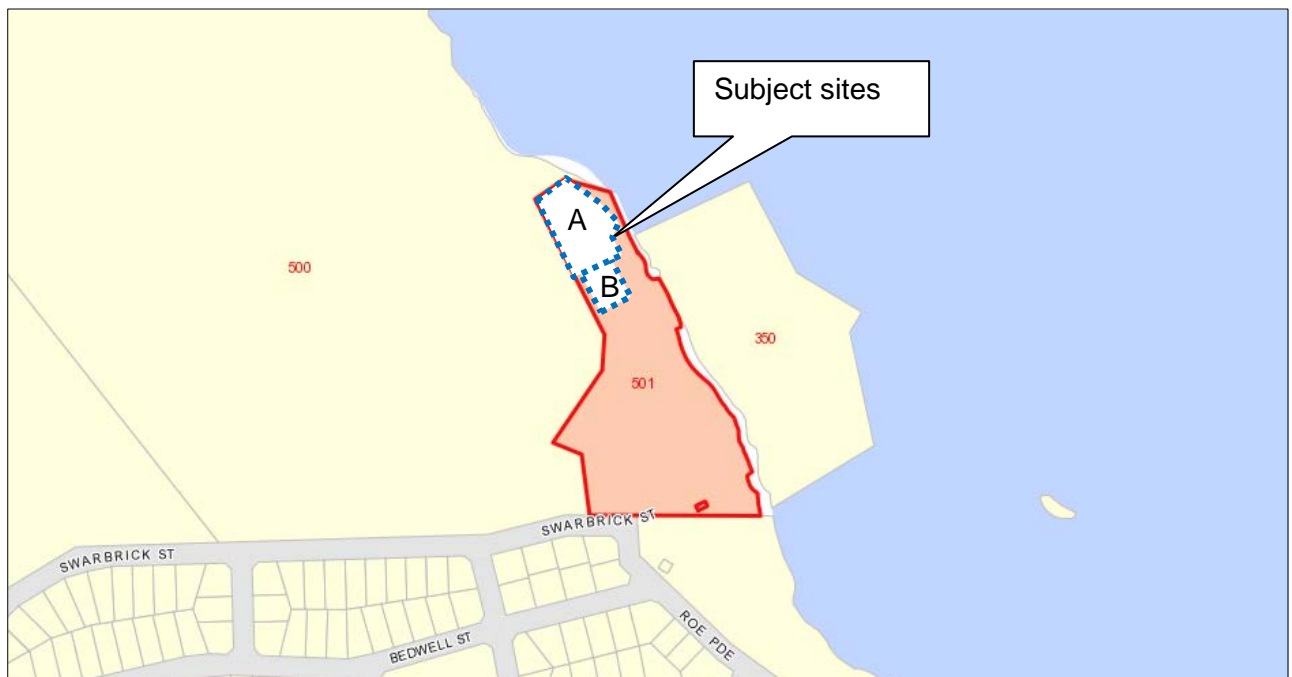 Subject sites
A
B
500
350
501
SWARBRICK ST
SWARBRICK ST
BEDWELL ST
ROE PDE